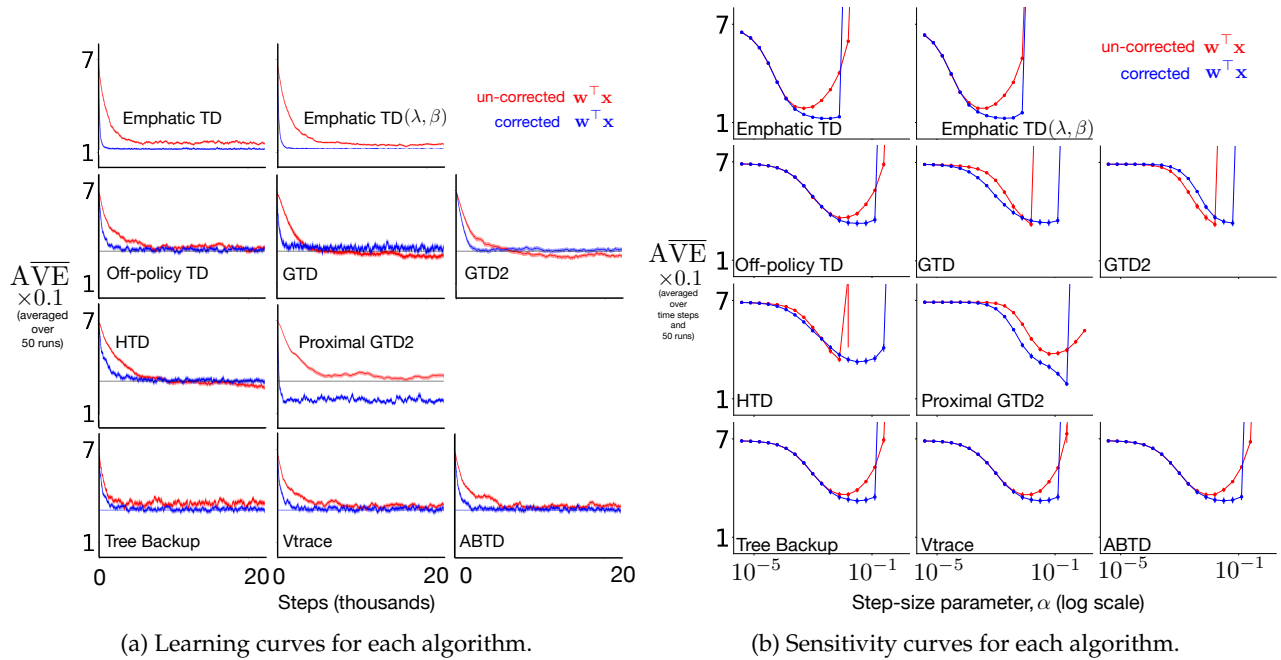 7
1
Emphatic TD
Emphatic TD(λ, β)
un-corrected w⊤x
corrected w⊤x
7
1
Off-policy TD
GTD
GTD2
AVE
×0.1
(averaged
over
50 runs)
7
1
HTD
Proximal GTD2
7
1
Tree Backup
Vtrace
ABTD
0
20
0
20
0
20
Steps (thousands)
(a) Learning curves for each algorithm.
7
1
Emphatic TD
Emphatic TD(λ, β)
un-corrected w⊤x
corrected w⊤x
7
1
Off-policy TD
GTD
GTD2
AVE
×0.1
(averaged
over
time steps
and
50 runs)
7
1
HTD
Proximal GTD2
7
1
Tree Backup
Vtrace
ABTD
10⁻⁵
10⁻¹
10⁻⁵
10⁻¹
10⁻⁵
10⁻¹
Step-size parameter, α (log scale)
(b) Sensitivity curves for each algorithm.